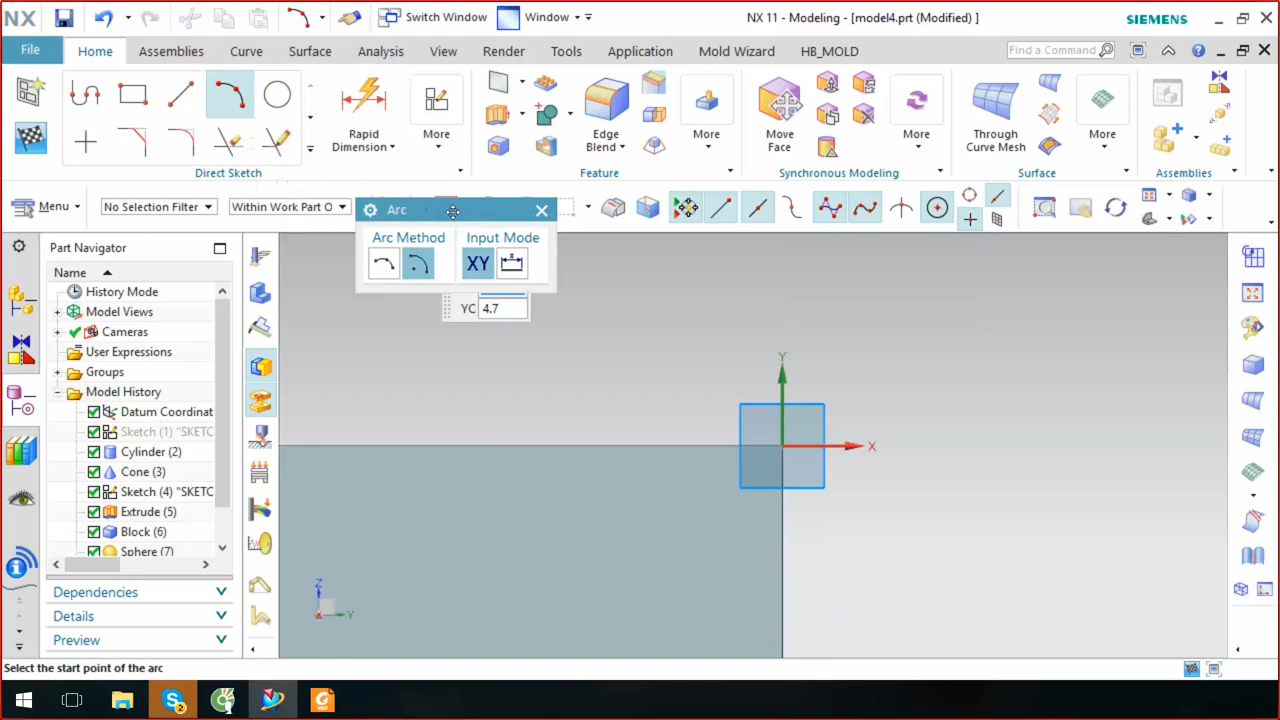 NX
Switch Window
Window
NX 11 - Modeling - [model4.prt (Modified) ]
SIEMENS
File
Home
Assemblies
Curve
Surface
Analysis
View
Render
Tools
Application
Mold Wizard
HB_MOLD
Find a Command
Rapid Dimension
More
Edge Blend
More
Move Face
More
Through Curve Mesh
More
Direct Sketch
Feature
Synchronous Modeling
Surface
Assemblies
Menu
No Selection Filter
Within Work Part O
Arc
Arc Method
Input Mode
XY
YC 4.7
Part Navigator
Name
History Mode
Model Views
Cameras
User Expressions
Groups
Model History
Datum Coordinat
Sketch (1) "SKETC
Cylinder (2)
Cone (3)
Sketch (4) "SKETC
Extrude (5)
Block (6)
Sphere (7)
Dependencies
Details
Preview
Y
X
Z
Y
Select the start point of the arc
2